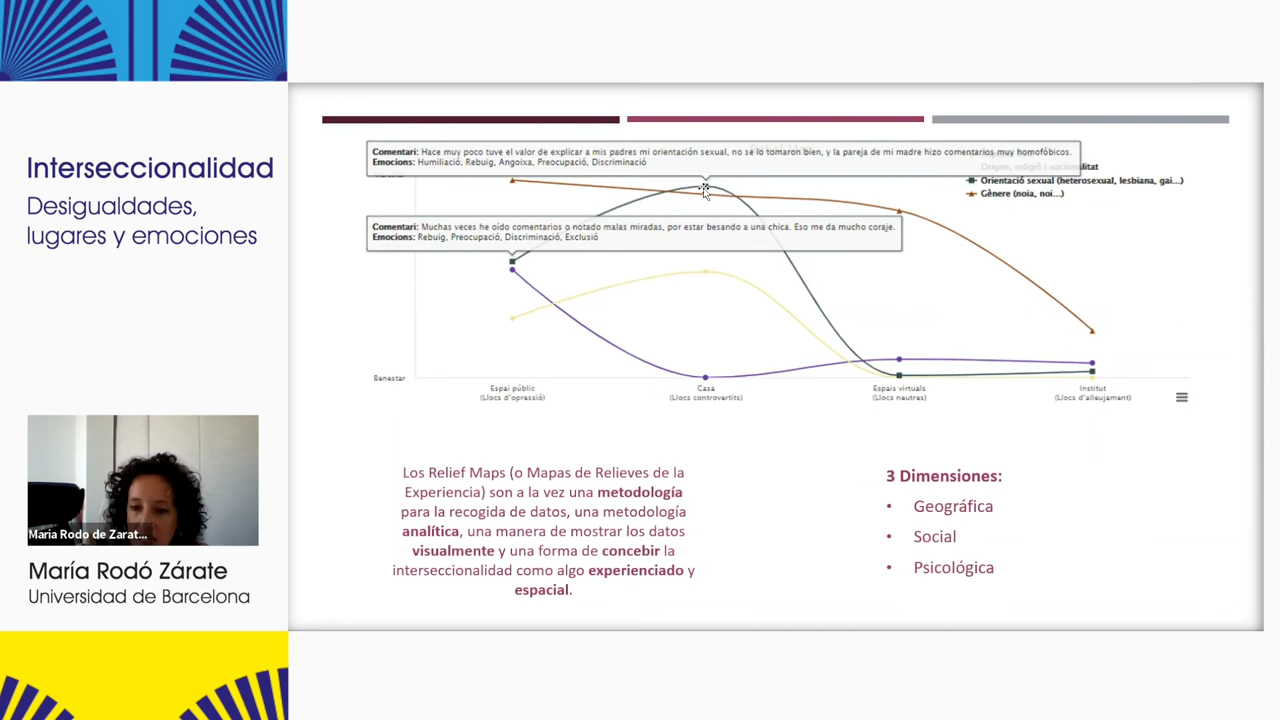 Interseccionalidad
Desigualdades,
lugares y emociones
Maria Rodo de Zarat...
María Rodó Zárate
Universidad de Barcelona
Comentari: Hace muy poco tuve el valor de explicar a mis padres mi orientación sexual, no se lo tomaron bien, y la pareja de mi madre hizo comentarios muy homofóbicos.
Emocions: Humiliació, Rebuig, Angoixa, Preocupació, Discriminació
Origen, religió i nacionalitat
Orientació sexual (heterosexual, lesbiana, gai...)
Gènere (noia, noi...)
Comentari: Muchas veces he oído comentarios o notado malas miradas, por estar besando a una chica. Eso me da mucho coraje.
Emocions: Rebuig, Preocupació, Discriminació, Exclusió
Benestar
Espai públic
(Llocs d'opressió)
Casa
(Llocs controvertits)
Espais virtuals
(Llocs neutres)
Institut
(Llocs d'alleujament)
Los Relief Maps (o Mapas de Relieves de la
Experiencia) son a la vez una metodología
para la recogida de datos, una metodología
analítica, una manera de mostrar los datos
visualmente y una forma de concebir la
interseccionalidad como algo experienciado y
espacial.
3 Dimensiones:
• Geográfica
• Social
• Psicológica